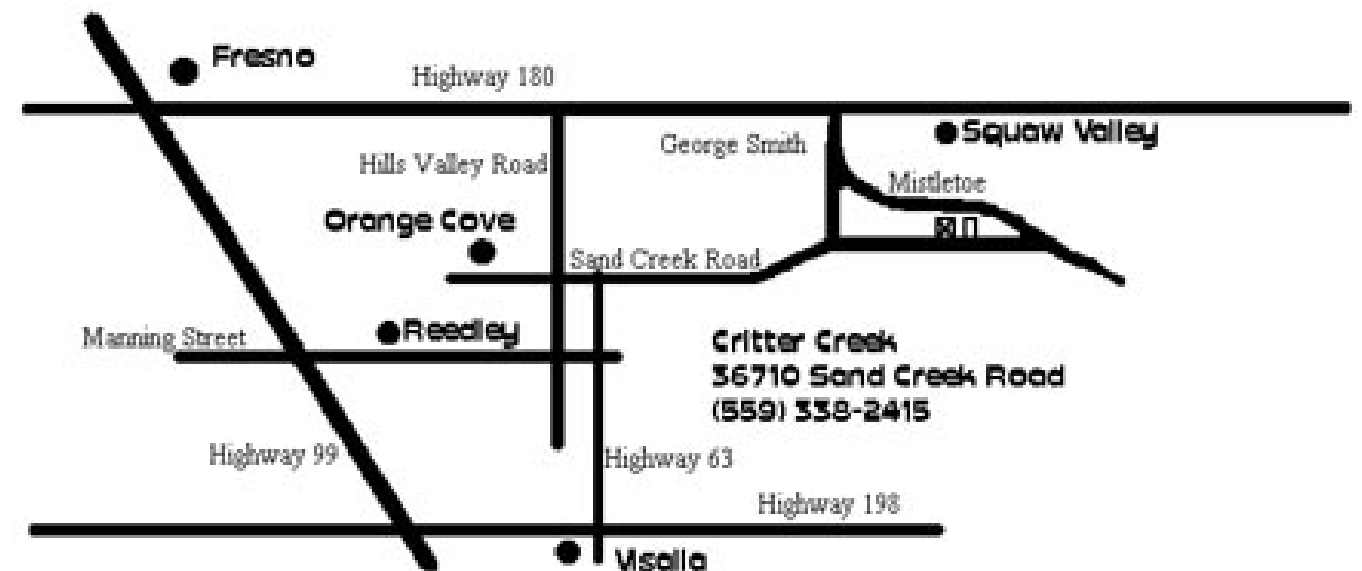 Fresno
Highway 180
Squaw Valley
George Smith
Hills Valley Road
Mistletoe
Orange Cove
Sand Creek Road
Manning Street
Reedley
Critter Creek
36710 Sand Creek Road
(559) 338-2415
Highway 99
Highway 63
Highway 198
Visalia